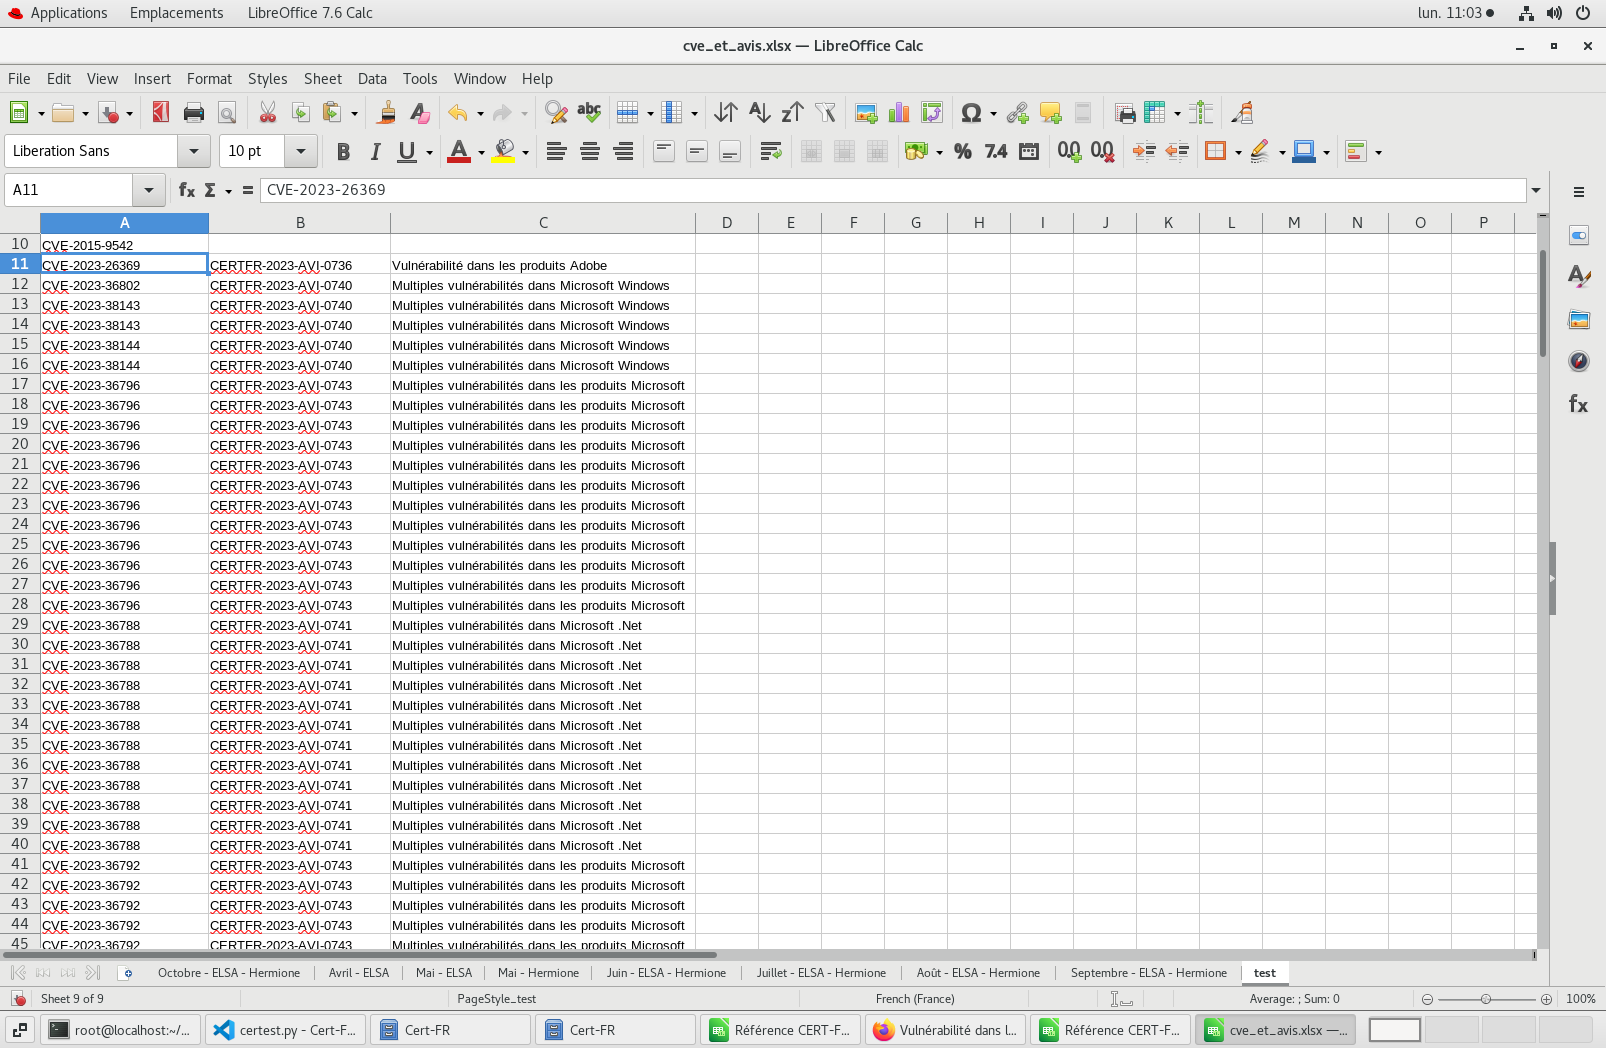 Applications Emplacements LibreOffice 7.6 Calc lun. 11:03
cve_et_avis.xlsx — LibreOffice Calc
File Edit View Insert Format Styles Sheet Data Tools Window Help
Liberation Sans 10 pt
A11 CVE-2023-26369
A B C D E F G H I J K L M N O P
10 CVE-2015-9542
11 CVE-2023-26369 CERTFR-2023-AVI-0736 Vulnérabilité dans les produits Adobe
12 CVE-2023-36802 CERTFR-2023-AVI-0740 Multiples vulnérabilités dans Microsoft Windows
13 CVE-2023-38143 CERTFR-2023-AVI-0740 Multiples vulnérabilités dans Microsoft Windows
14 CVE-2023-38143 CERTFR-2023-AVI-0740 Multiples vulnérabilités dans Microsoft Windows
15 CVE-2023-38144 CERTFR-2023-AVI-0740 Multiples vulnérabilités dans Microsoft Windows
16 CVE-2023-38144 CERTFR-2023-AVI-0740 Multiples vulnérabilités dans Microsoft Windows
17 CVE-2023-36796 CERTFR-2023-AVI-0743 Multiples vulnérabilités dans les produits Microsoft
18 CVE-2023-36796 CERTFR-2023-AVI-0743 Multiples vulnérabilités dans les produits Microsoft
19 CVE-2023-36796 CERTFR-2023-AVI-0743 Multiples vulnérabilités dans les produits Microsoft
20 CVE-2023-36796 CERTFR-2023-AVI-0743 Multiples vulnérabilités dans les produits Microsoft
21 CVE-2023-36796 CERTFR-2023-AVI-0743 Multiples vulnérabilités dans les produits Microsoft
22 CVE-2023-36796 CERTFR-2023-AVI-0743 Multiples vulnérabilités dans les produits Microsoft
23 CVE-2023-36796 CERTFR-2023-AVI-0743 Multiples vulnérabilités dans les produits Microsoft
24 CVE-2023-36796 CERTFR-2023-AVI-0743 Multiples vulnérabilités dans les produits Microsoft
25 CVE-2023-36796 CERTFR-2023-AVI-0743 Multiples vulnérabilités dans les produits Microsoft
26 CVE-2023-36796 CERTFR-2023-AVI-0743 Multiples vulnérabilités dans les produits Microsoft
27 CVE-2023-36796 CERTFR-2023-AVI-0743 Multiples vulnérabilités dans les produits Microsoft
28 CVE-2023-36796 CERTFR-2023-AVI-0743 Multiples vulnérabilités dans les produits Microsoft
29 CVE-2023-36788 CERTFR-2023-AVI-0741 Multiples vulnérabilités dans Microsoft .Net
30 CVE-2023-36788 CERTFR-2023-AVI-0741 Multiples vulnérabilités dans Microsoft .Net
31 CVE-2023-36788 CERTFR-2023-AVI-0741 Multiples vulnérabilités dans Microsoft .Net
32 CVE-2023-36788 CERTFR-2023-AVI-0741 Multiples vulnérabilités dans Microsoft .Net
33 CVE-2023-36788 CERTFR-2023-AVI-0741 Multiples vulnérabilités dans Microsoft .Net
34 CVE-2023-36788 CERTFR-2023-AVI-0741 Multiples vulnérabilités dans Microsoft .Net
35 CVE-2023-36788 CERTFR-2023-AVI-0741 Multiples vulnérabilités dans Microsoft .Net
36 CVE-2023-36788 CERTFR-2023-AVI-0741 Multiples vulnérabilités dans Microsoft .Net
37 CVE-2023-36788 CERTFR-2023-AVI-0741 Multiples vulnérabilités dans Microsoft .Net
38 CVE-2023-36788 CERTFR-2023-AVI-0741 Multiples vulnérabilités dans Microsoft .Net
39 CVE-2023-36788 CERTFR-2023-AVI-0741 Multiples vulnérabilités dans Microsoft .Net
40 CVE-2023-36788 CERTFR-2023-AVI-0741 Multiples vulnérabilités dans Microsoft .Net
41 CVE-2023-36792 CERTFR-2023-AVI-0743 Multiples vulnérabilités dans les produits Microsoft
42 CVE-2023-36792 CERTFR-2023-AVI-0743 Multiples vulnérabilités dans les produits Microsoft
43 CVE-2023-36792 CERTFR-2023-AVI-0743 Multiples vulnérabilités dans les produits Microsoft
44 CVE-2023-36792 CERTFR-2023-AVI-0743 Multiples vulnérabilités dans les produits Microsoft
45 CVE-2023-36792 CERTFR-2023-AVI-0743 Multiples vulnérabilités dans les produits Microsoft
Octobre - ELSA - Hermione Avril - ELSA Mai - ELSA Mai - Hermione Juin - ELSA - Hermione Juillet - ELSA - Hermione Août - ELSA - Hermione Septembre - ELSA - Hermione test
Sheet 9 of 9 PageStyle_test French (France) Average: ; Sum: 0 100%
root@localhost:~/... certest.py - Cert-F... Cert-FR Cert-FR Référence CERT-F... Vulnérabilité dans l... Référence CERT-F... cve_et_avis.xlsx —...